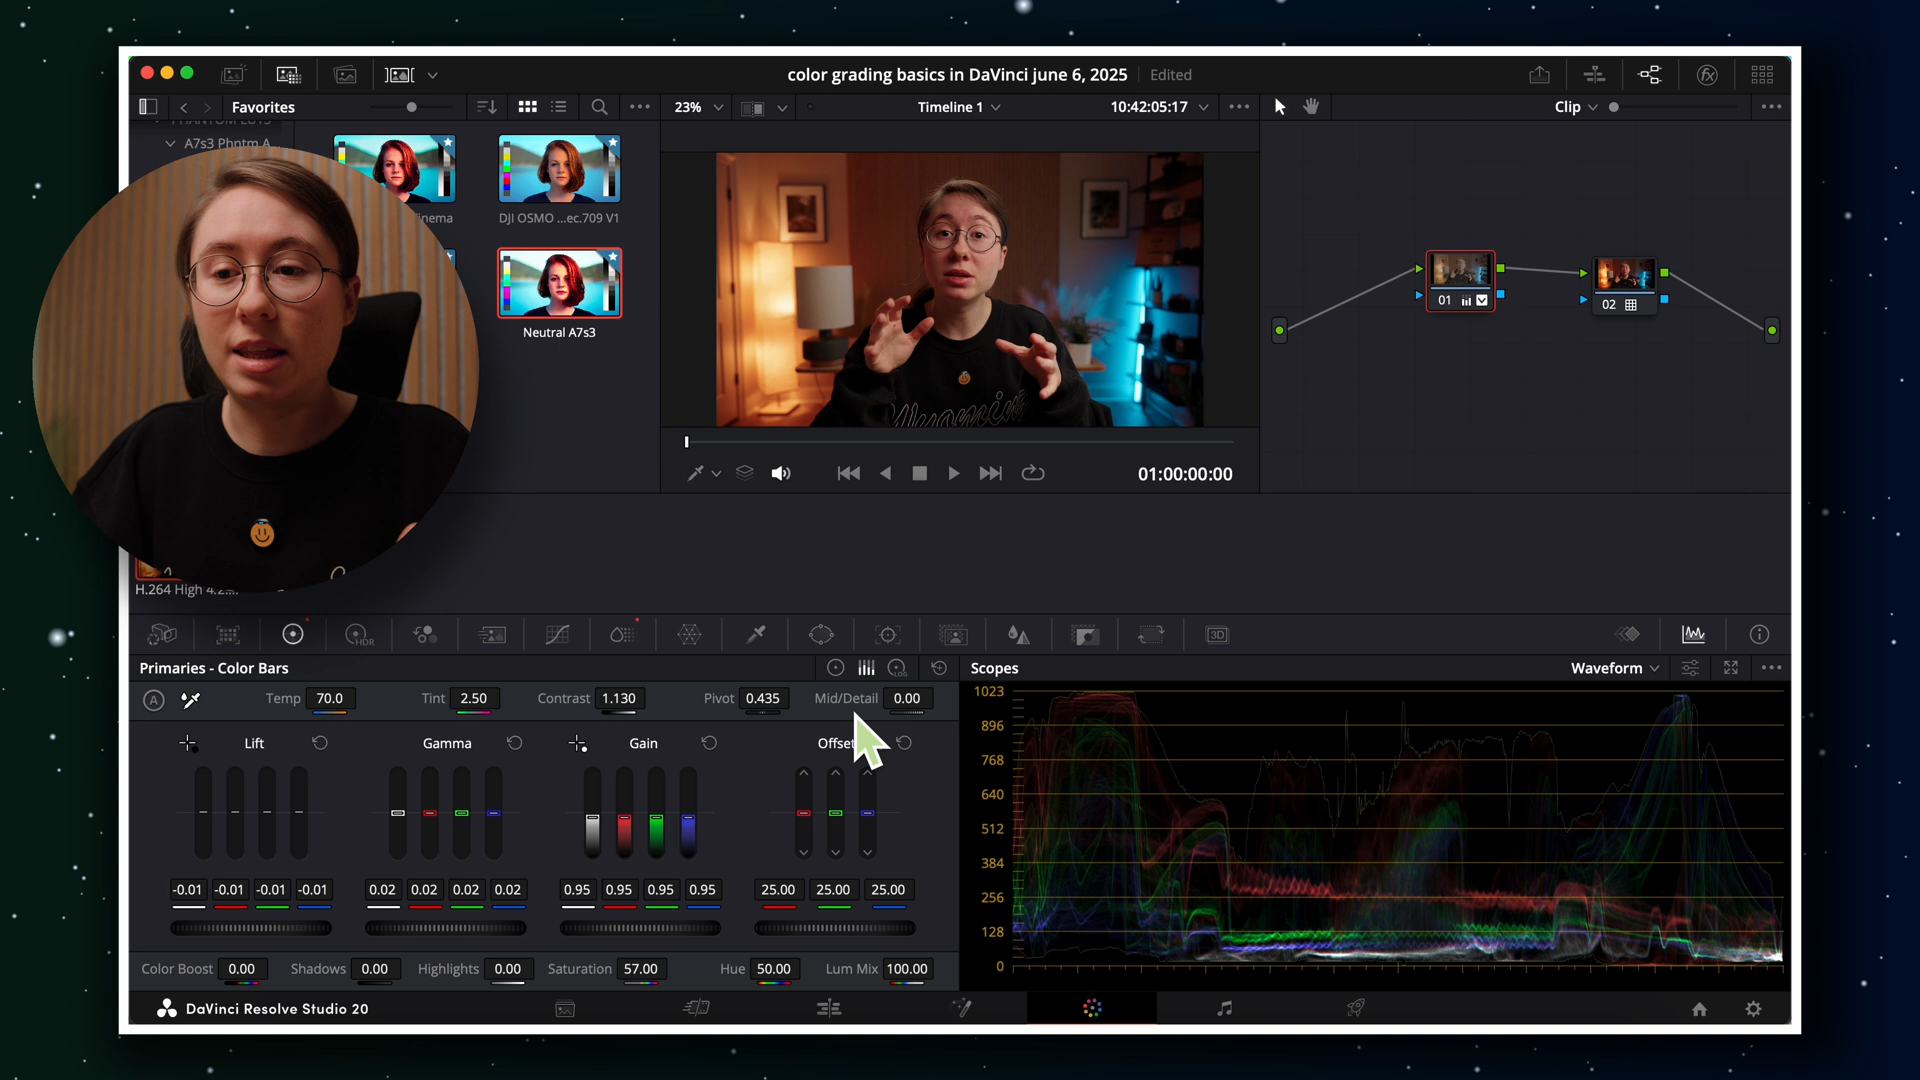 color grading basics in DaVinci june 6, 2025 Edited
Favorites
23%
Timeline 1
10:42:05:17
Clip
A7s3 Phntm A...
DJI OSMO ...ec.709 V1
Neutral A7s3
01
02
01:00:00:00
H.264 High 4.2...
HDR
3D
Primaries - Color Bars
LOG
Scopes
Waveform
A
Temp 70.0
Tint 2.50
Contrast 1.130
Pivot 0.435
Mid/Detail 0.00
Lift
Gamma
Gain
Offset
-0.01 -0.01 -0.01 -0.01
0.02 0.02 0.02 0.02
0.95 0.95 0.95 0.95
25.00 25.00 25.00
Color Boost 0.00
Shadows 0.00
Highlights 0.00
Saturation 57.00
Hue 50.00
Lum Mix 100.00
1023
896
768
640
512
384
256
128
0
DaVinci Resolve Studio 20